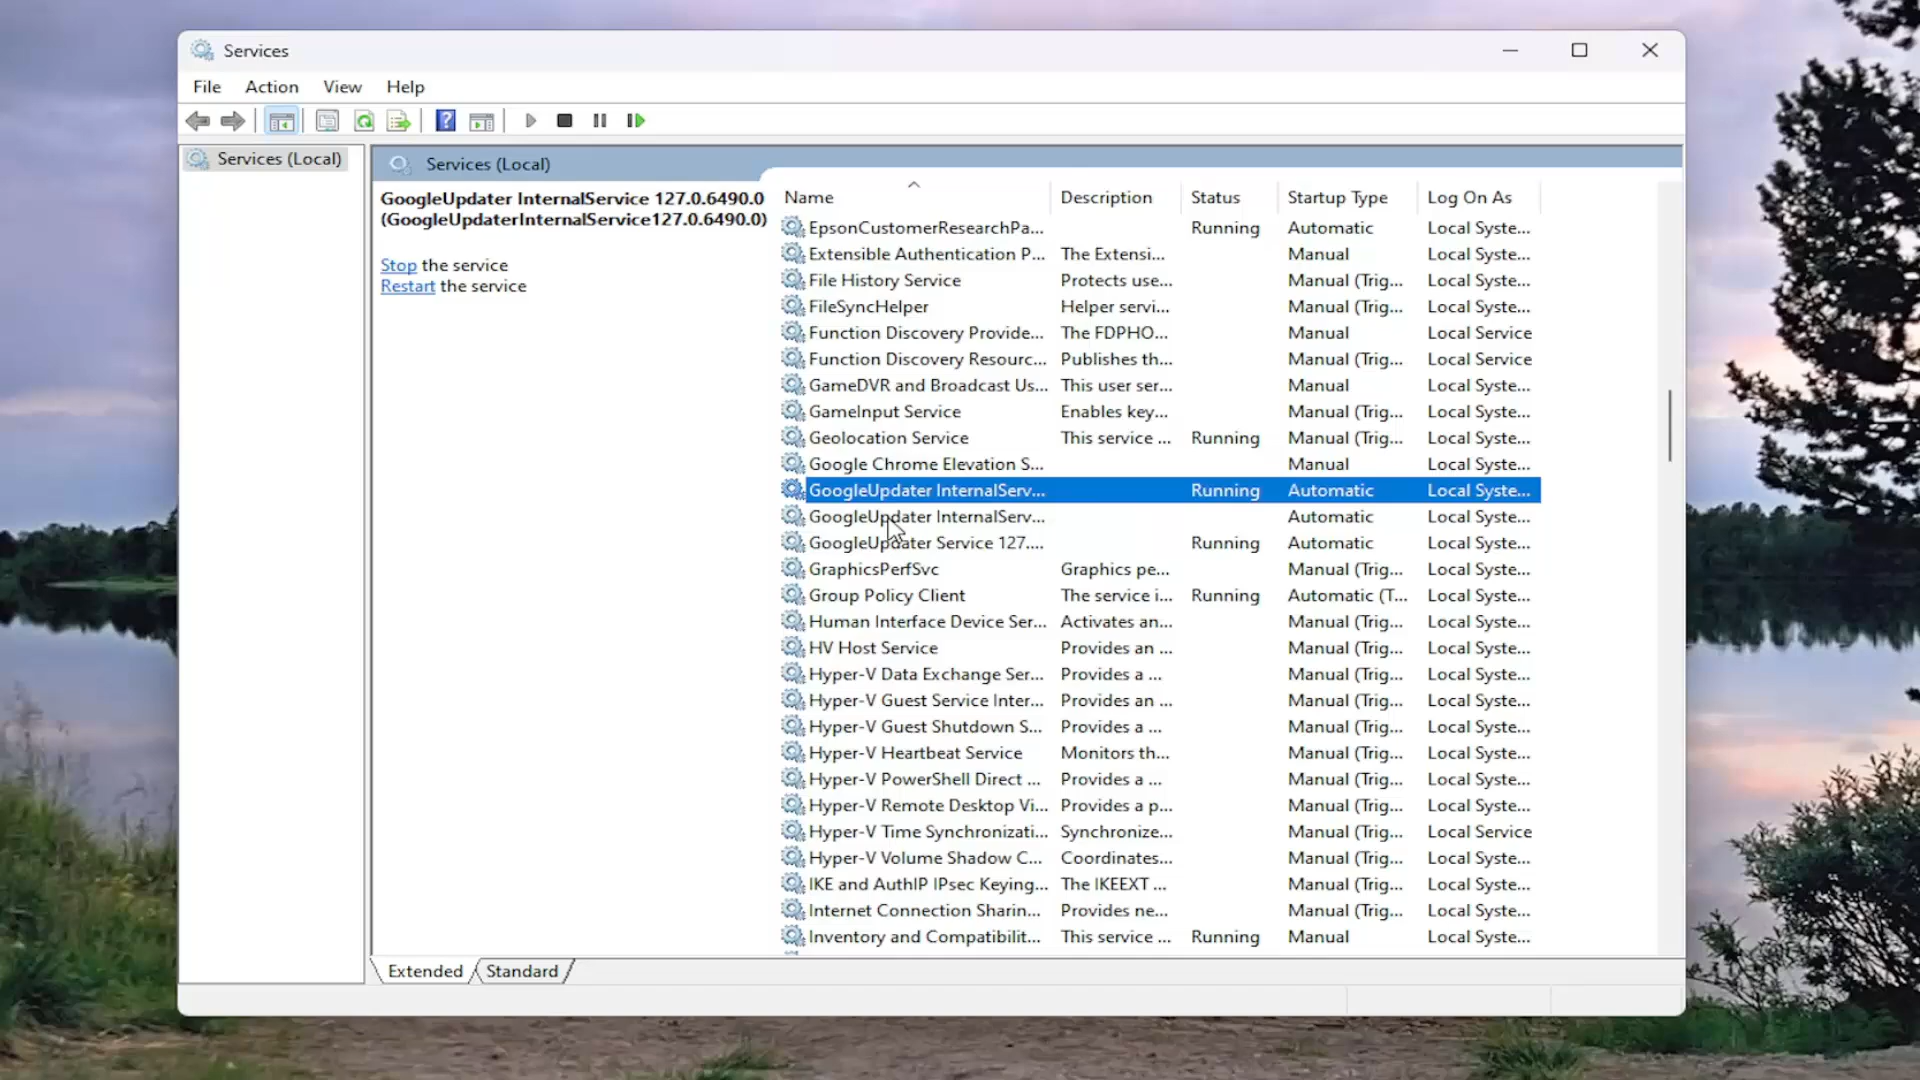 Services
File Action View Help
Services (Local)
Services (Local)
GoogleUpdater InternalService 127.0.6490.0
(GoogleUpdaterInternalService127.0.6490.0)
Stop the service
Restart the service
Name Description Status Startup Type Log On As
EpsonCustomerResearchPa... Running Automatic Local Syste...
Extensible Authentication P... The Extensi... Manual Local Syste...
File History Service Protects use... Manual (Trig... Local Syste...
FileSyncHelper Helper servi... Manual (Trig... Local Syste...
Function Discovery Provide... The FDPHO... Manual Local Service
Function Discovery Resourc... Publishes th... Manual (Trig... Local Service
GameDVR and Broadcast Us... This user ser... Manual Local Syste...
GameInput Service Enables key... Manual (Trig... Local Syste...
Geolocation Service This service ... Running Manual (Trig... Local Syste...
Google Chrome Elevation S... Manual Local Syste...
GoogleUpdater InternalServ... Running Automatic Local Syste...
GoogleUpdater InternalServ... Automatic Local Syste...
GoogleUpdater Service 127.... Running Automatic Local Syste...
GraphicsPerfSvc Graphics pe... Manual (Trig... Local Syste...
Group Policy Client The service i... Running Automatic (T... Local Syste...
Human Interface Device Ser... Activates an... Manual (Trig... Local Syste...
HV Host Service Provides an ... Manual (Trig... Local Syste...
Hyper-V Data Exchange Ser... Provides a ... Manual (Trig... Local Syste...
Hyper-V Guest Service Inter... Provides an ... Manual (Trig... Local Syste...
Hyper-V Guest Shutdown S... Provides a ... Manual (Trig... Local Syste...
Hyper-V Heartbeat Service Monitors th... Manual (Trig... Local Syste...
Hyper-V PowerShell Direct ... Provides a ... Manual (Trig... Local Syste...
Hyper-V Remote Desktop Vi... Provides a p... Manual (Trig... Local Syste...
Hyper-V Time Synchronizati... Synchronize... Manual (Trig... Local Service
Hyper-V Volume Shadow C... Coordinates... Manual (Trig... Local Syste...
IKE and AuthIP IPsec Keying... The IKEEXT ... Manual (Trig... Local Syste...
Internet Connection Sharin... Provides ne... Manual (Trig... Local Syste...
Inventory and Compatibilit... This service ... Running Manual Local Syste...
Extended Standard